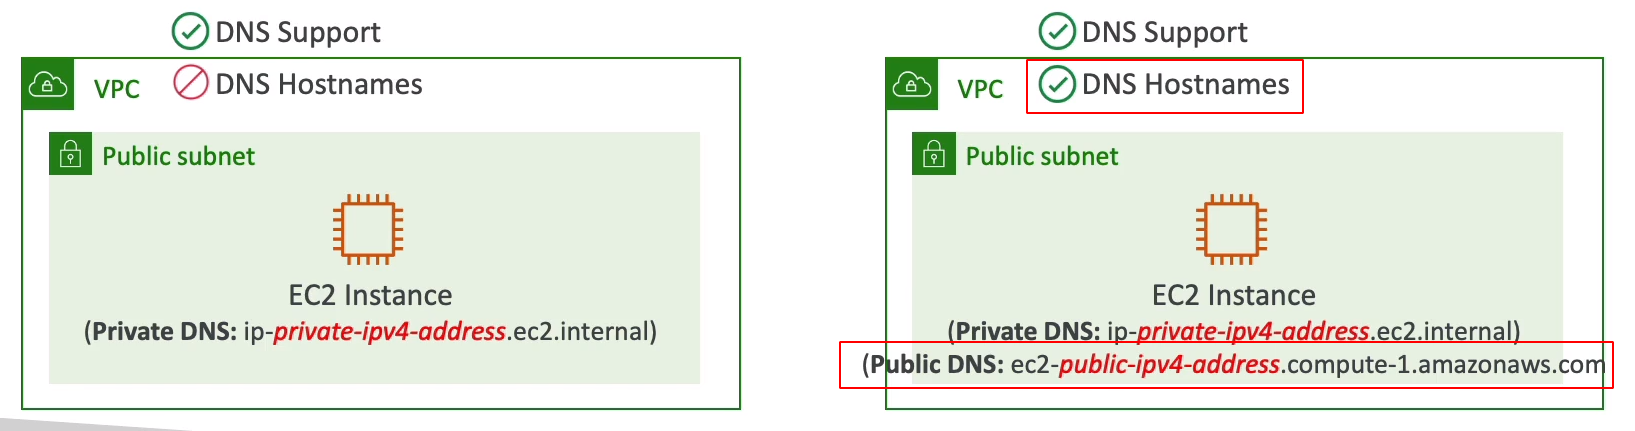 DNS Support
VPC DNS Hostnames
Public subnet
EC2 Instance
(Private DNS: ip-private-ipv4-address.ec2.internal)
DNS Support
VPC DNS Hostnames
Public subnet
EC2 Instance
(Private DNS: ip-private-ipv4-address.ec2.internal)
(Public DNS: ec2-public-ipv4-address.compute-1.amazonaws.com